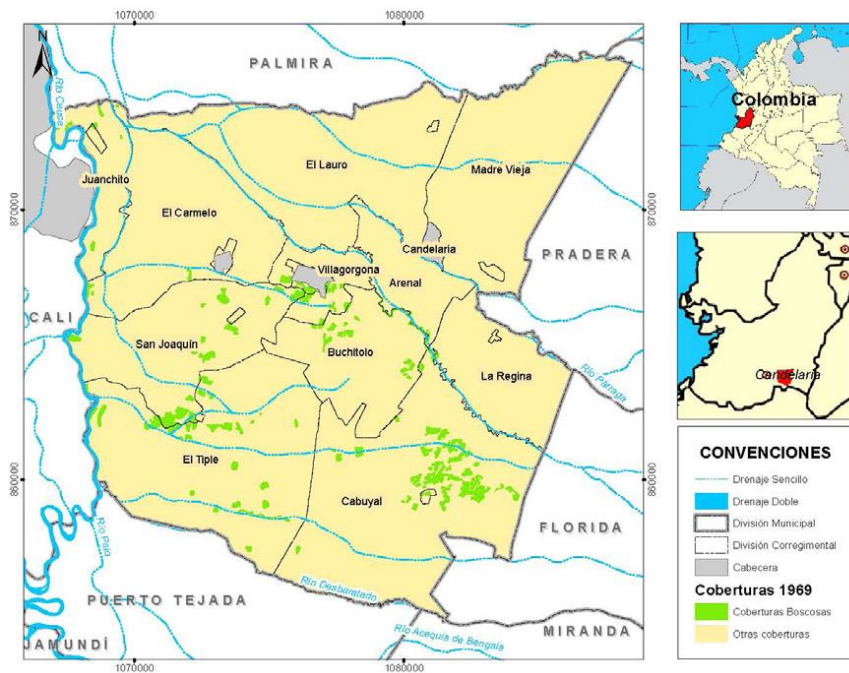 1070000
1080000
PALMIRA
Río Cauca
Juanchito
El Lauro
Madre Vieja
El Carmelo
870000
870000
Candelaria
PRADERA
Villagorgona
Arenal
CALI
San Joaquín
Buchitolo
La Regina
Río Párraga
El Tiple
860000
860000
Cabuyal
FLORIDA
Río Palo
Río Desbaratado
PUERTO TEJADA
Río Acequia de Bengala
MIRANDA
JAMUNDÍ
1070000
1080000
Colombia
Candelaria
CONVENCIONES
Drenaje Sencillo
Drenaje Doble
División Municipal
División Corregimental
Cabecera
Coberturas 1969
Coberturas Boscosas
Otras coberturas